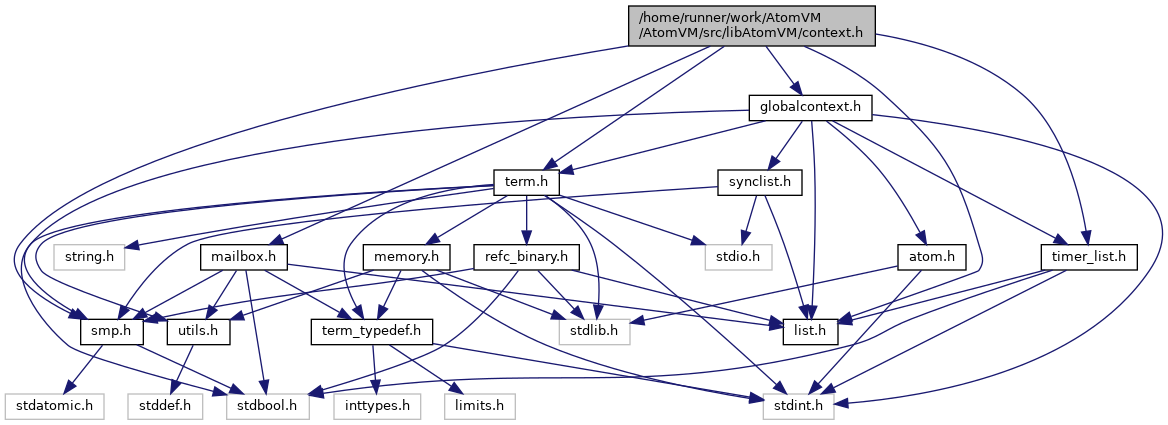 /home/runner/work/AtomVM
/AtomVM/src/libAtomVM/context.h
globalcontext.h
term.h
synclist.h
string.h
mailbox.h
memory.h
refc_binary.h
stdio.h
atom.h
timer_list.h
smp.h
utils.h
term_typedef.h
stdlib.h
list.h
stdatomic.h
stddef.h
stdbool.h
inttypes.h
limits.h
stdint.h